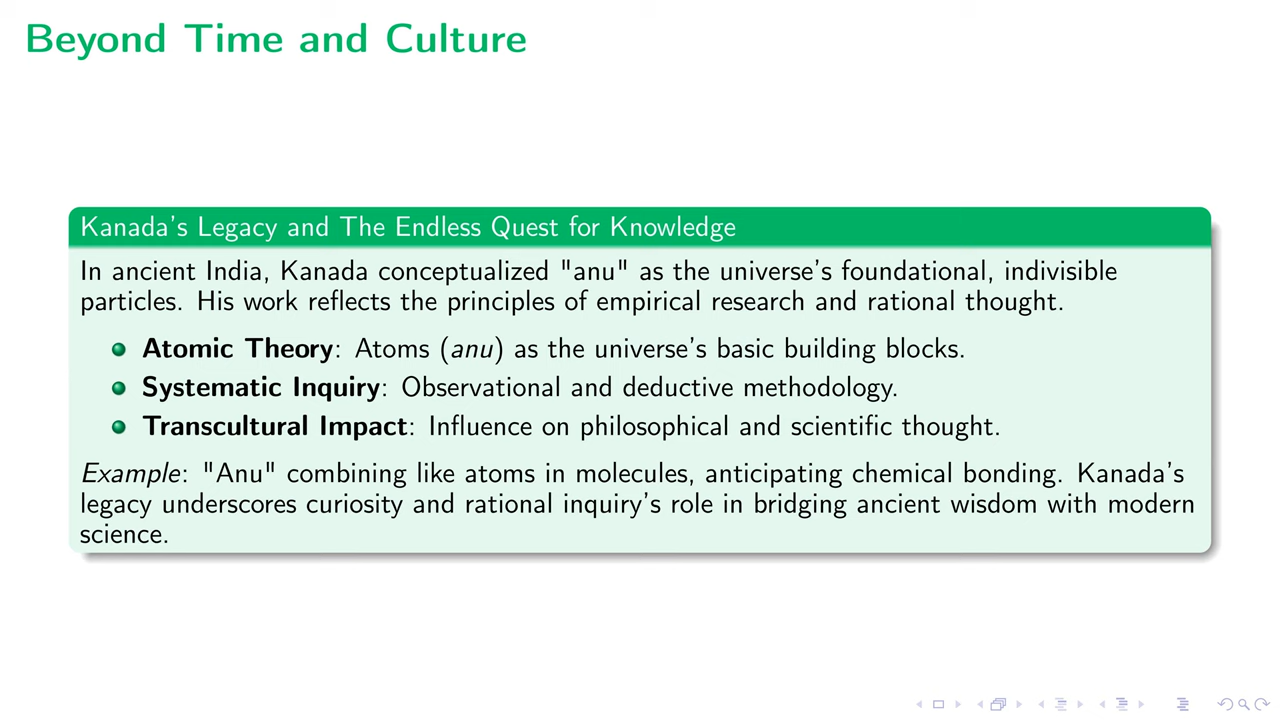 Beyond Time and Culture
Kanada's Legacy and The Endless Quest for Knowledge
In ancient India, Kanada conceptualized "anu" as the universe's foundational, indivisible
particles. His work reflects the principles of empirical research and rational thought.
Atomic Theory: Atoms (anu) as the universe's basic building blocks.
Systematic Inquiry: Observational and deductive methodology.
Transcultural Impact: Influence on philosophical and scientific thought.
Example: "Anu" combining like atoms in molecules, anticipating chemical bonding. Kanada's
legacy underscores curiosity and rational inquiry's role in bridging ancient wisdom with modern
science.